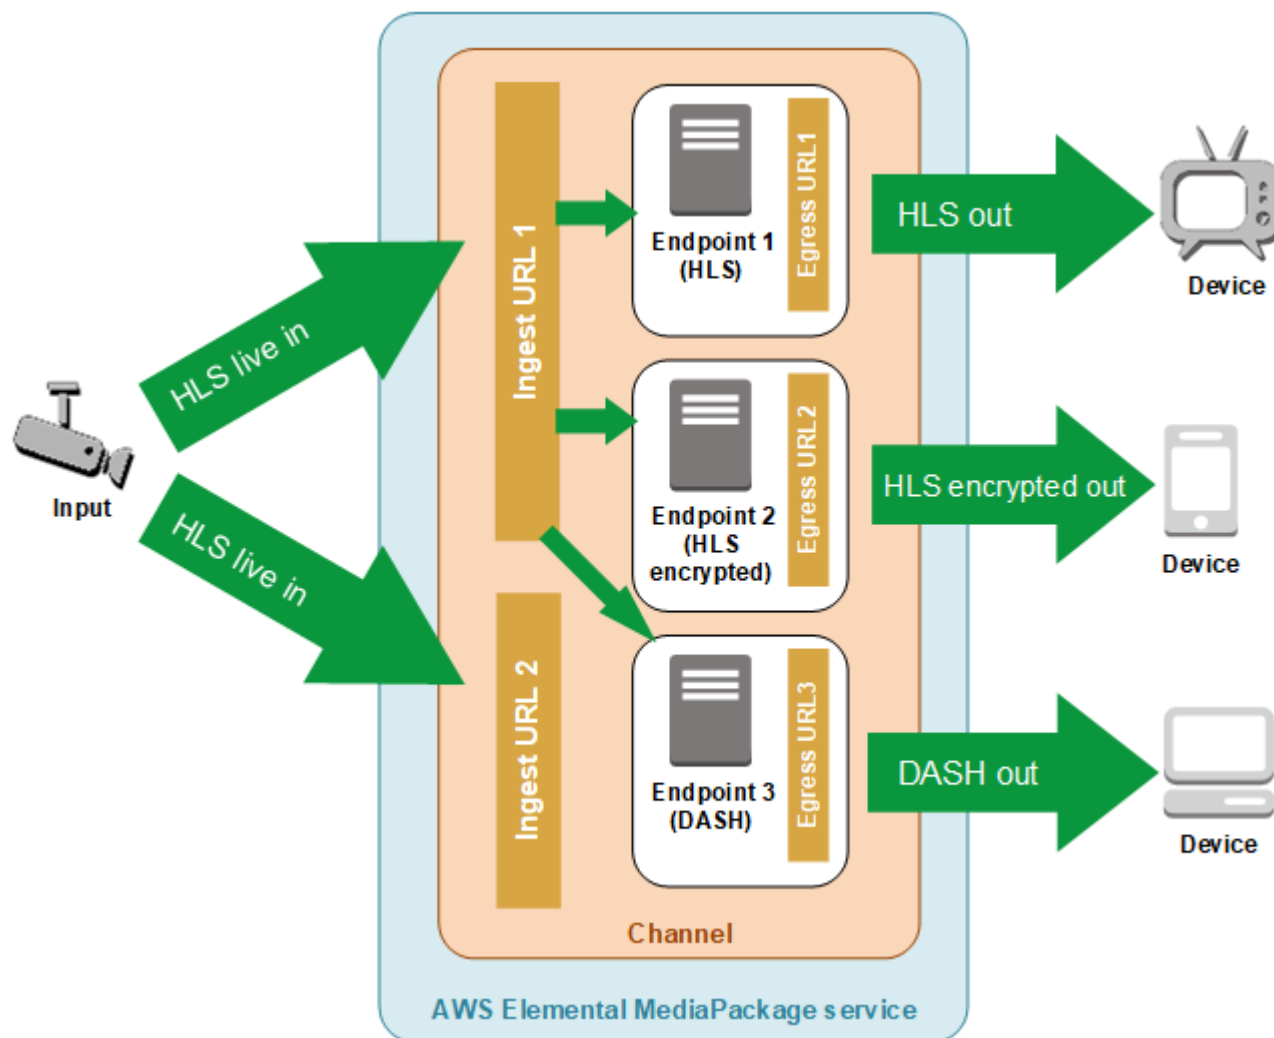 HLS live in
HLS live in
Input
Ingest URL 1
Ingest URL 2
Endpoint 1
(HLS)
Egress URL1
Endpoint 2
(HLS
encrypted)
Egress URL2
Endpoint 3
(DASH)
Egress URL3
HLS out
Device
HLS encrypted out
Device
DASH out
Device
Channel
AWS Elemental MediaPackage service